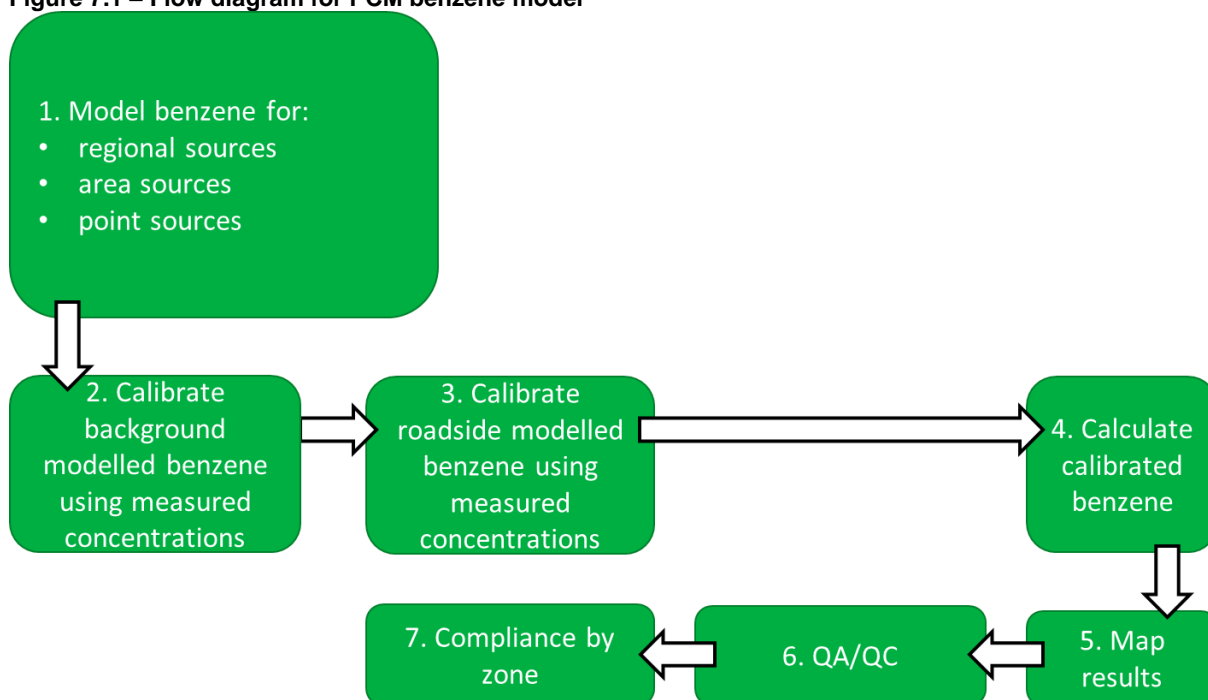 Figure 7.1 – Flow diagram for PCM benzene model
1. Model benzene for:
• regional sources
• area sources
• point sources
2. Calibrate
background
modelled benzene
using measured
concentrations
3. Calibrate
roadside modelled
benzene using
measured
concentrations
4. Calculate
calibrated
benzene
5. Map
results
6. QA/QC
7. Compliance by
zone